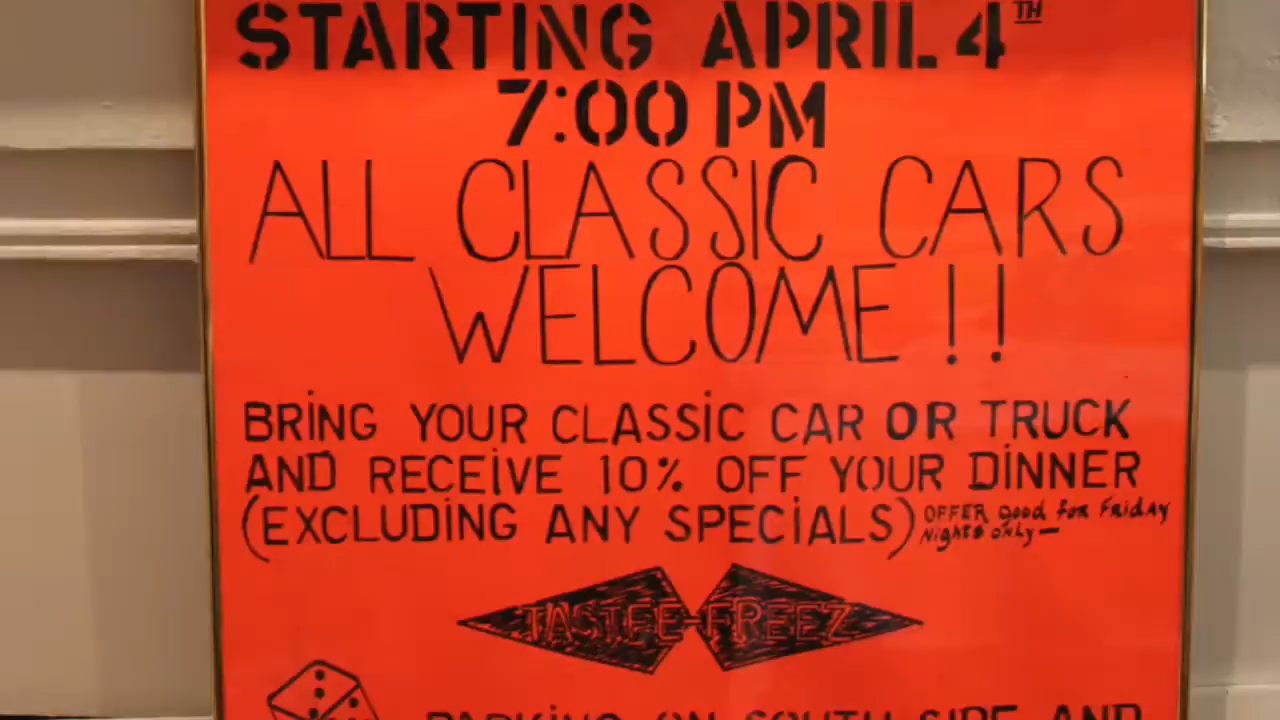 STARTING APRIL 4TH
7:00 PM
ALL CLASSIC CARS
WELCOME !!
BRING YOUR CLASSIC CAR OR TRUCK
AND RECEIVE 10% OFF YOUR DINNER
(EXCLUDING ANY SPECIALS) OFFER Good for FriDAY
Nights only—
TASTEE-FREEZ
PARKING ON SOUTH SIDE AND